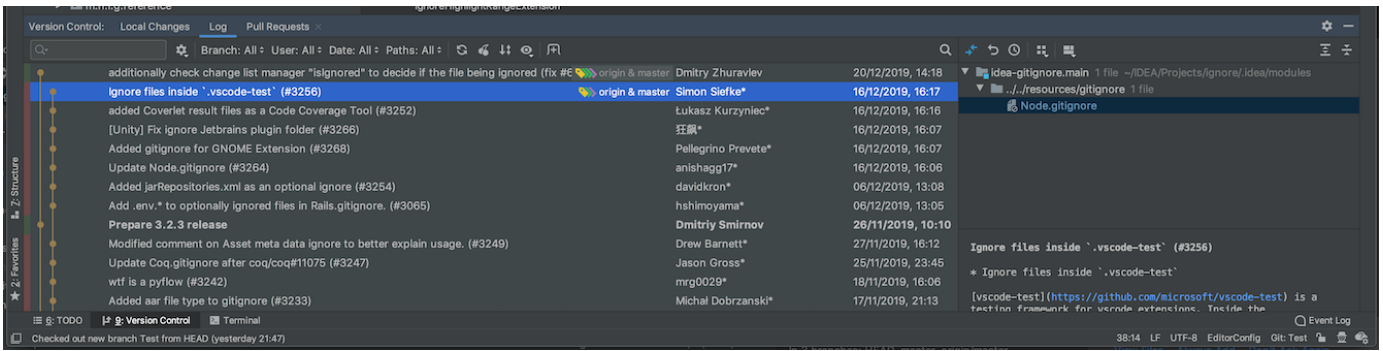 m.h.i.g.reference
IgnoreHighlightRangeExtension
Version Control: Local Changes Log Pull Requests ×
Branch: All User: All Date: All Paths: All
additionally check change list manager "isIgnored" to decide if the file being ignored (fix #6 origin & master Dmitry Zhuravlev 20/12/2019, 14:18
Ignore files inside `.vscode-test` (#3256) origin & master Simon Siefke* 16/12/2019, 16:17
added Coverlet result files as a Code Coverage Tool (#3252) Łukasz Kurzyniec* 16/12/2019, 16:16
[Unity] Fix ignore Jetbrains plugin folder (#3266) 狂飙* 16/12/2019, 16:07
Added gitignore for GNOME Extension (#3268) Pellegrino Prevete* 16/12/2019, 16:07
Update Node.gitignore (#3264) anishagg17* 16/12/2019, 16:06
Added jarRepositories.xml as an optional ignore (#3254) davidkron* 06/12/2019, 13:08
Add .env.* to optionally ignored files in Rails.gitignore. (#3065) hshimoyama* 06/12/2019, 13:05
Prepare 3.2.3 release Dmitriy Smirnov 26/11/2019, 10:10
Modified comment on Asset meta data ignore to better explain usage. (#3249) Drew Barnett* 27/11/2019, 16:12
Update Coq.gitignore after coq/coq#11075 (#3247) Jason Gross* 25/11/2019, 23:45
wtf is a pyflow (#3242) mrg0029* 18/11/2019, 16:06
Added aar file type to gitignore (#3233) Michał Dobrzanski* 17/11/2019, 21:13
idea-gitignore.main 1 file ~/IDEA/Projects/ignore/.idea/modules
../../resources/gitignore 1 file
Node.gitignore
Ignore files inside `.vscode-test` (#3256)
* Ignore files inside `.vscode-test`
[vscode-test](https://github.com/microsoft/vscode-test) is a
testing framework for vscode extensions. Inside the
Z: Structure
2: Favorites
6: TODO 9: Version Control Terminal Event Log
Checked out new branch Test from HEAD (yesterday 21:47) 38:14 LF UTF-8 EditorConfig Git: Test